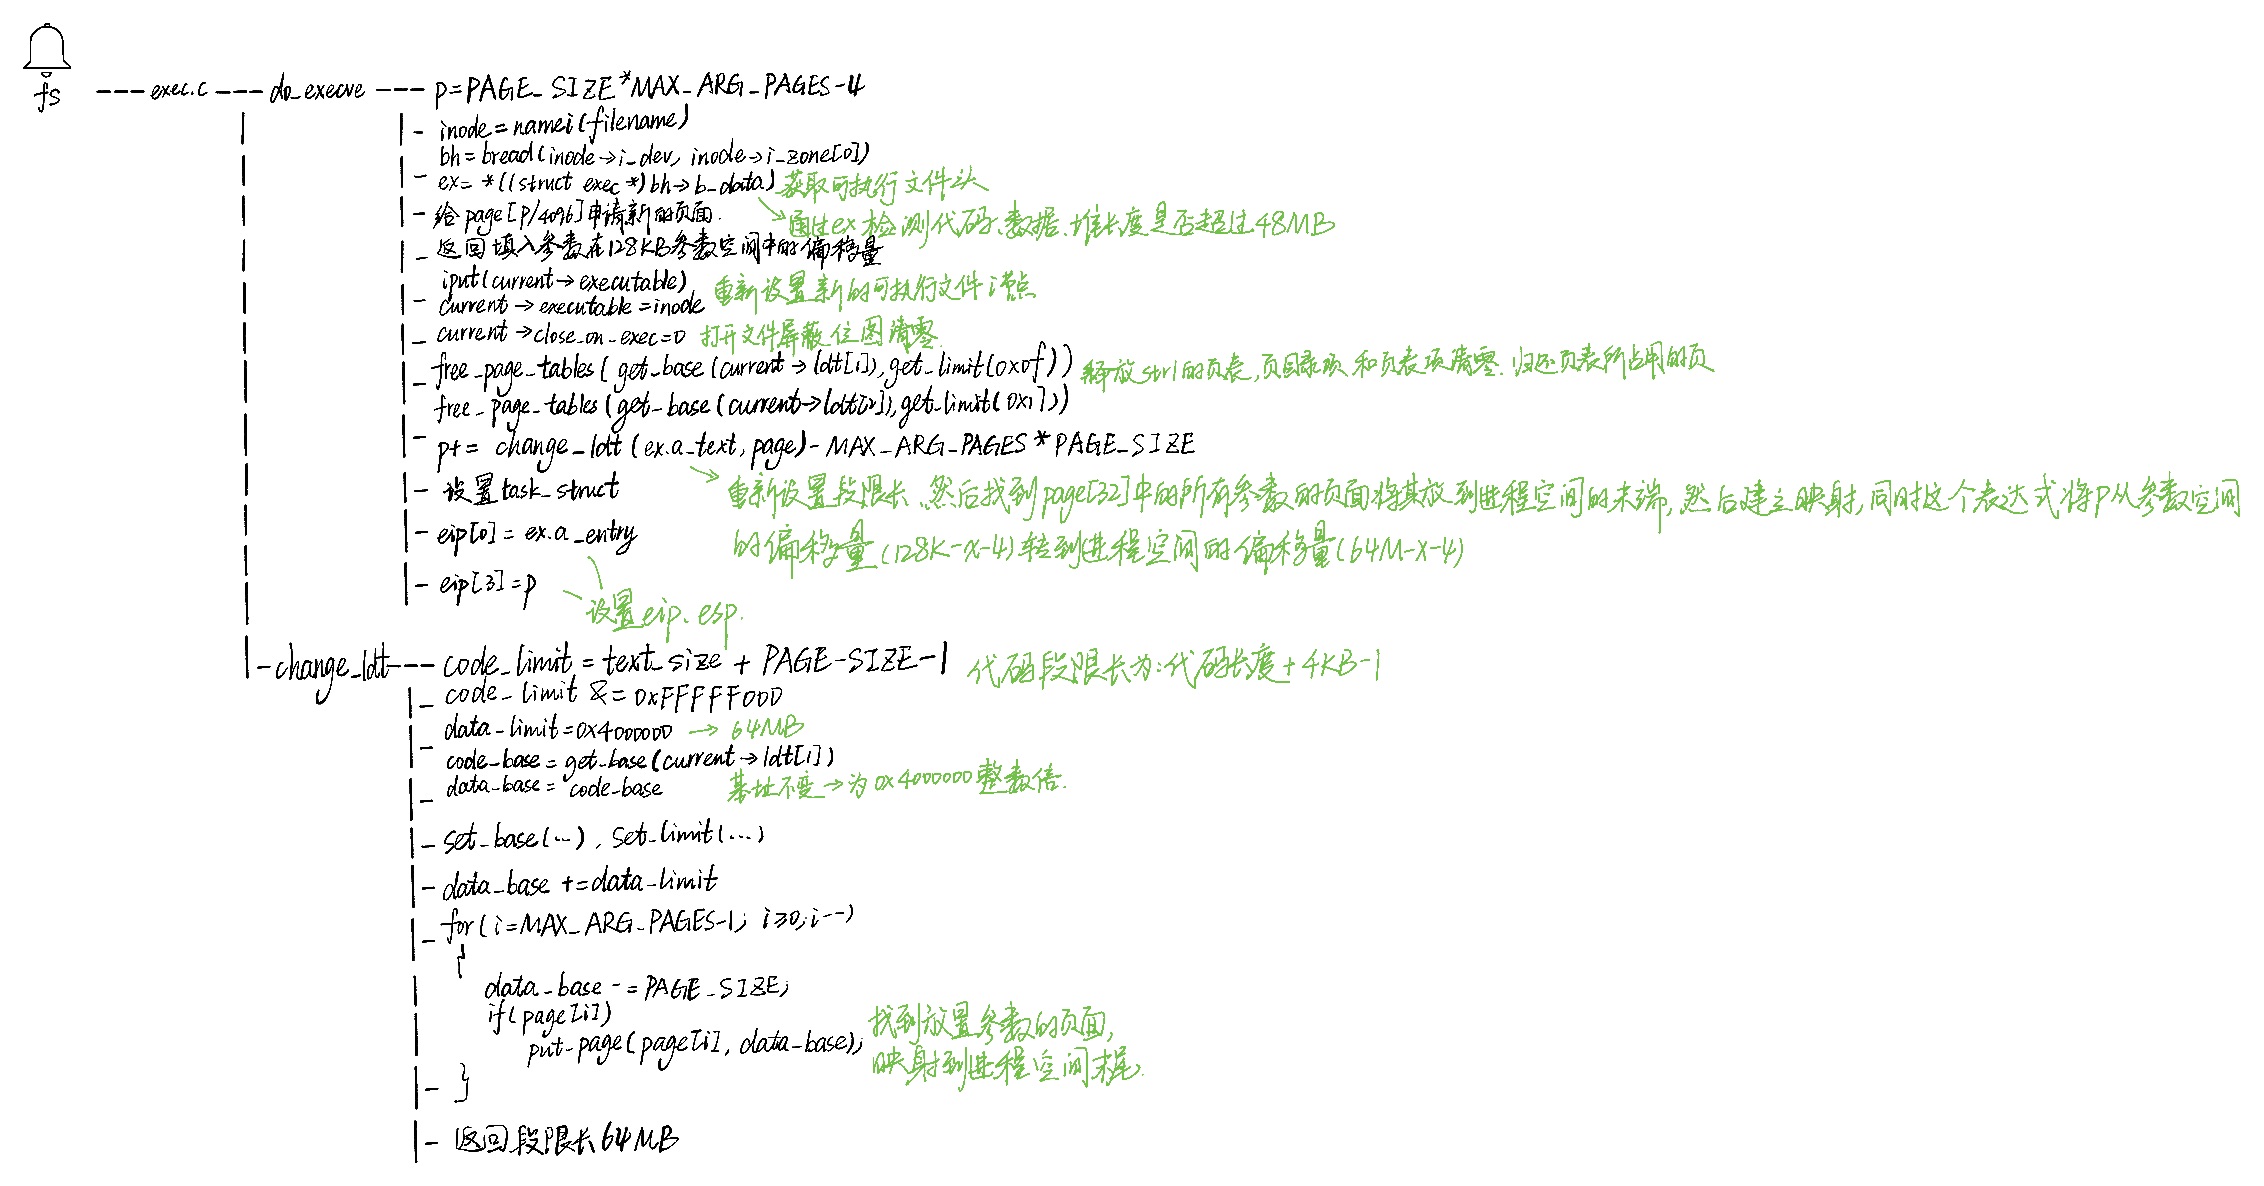 fs --- exec.c --- do_execve --- p=PAGE_SIZE*MAX_ARG_PAGES-4
inode=namei(filename)
bh=bread(inode->i_dev, inode->i_zone[0])
ex=*((struct exec *)bh->b_data) 获取可执行文件头
给page[P/4096]申请新的页面.
通过ex检测代码、数据、堆长度是否超过48MB
返回填入参数在128KB参数空间中的偏移量
iput(current->executable)
重新设置新的可执行文件i节点
current->executable=inode
current->close_on_exec=0 打开文件屏蔽位图清零.
free_page_tables(get_base(current->ldt[1]),get_limit(0x0f)) 释放str1的页表,页目录项和页表项清零.归还页表所占用的页
free_page_tables(get_base(current->ldt[2]),get_limit(0x17))
p+= change_ldt(ex.a_text,page)-MAX_ARG_PAGES*PAGE_SIZE
设置task_struct
重新设置段限长.然后找到page[32]中的所有参数的页面将其放到进程空间的末端,然后建立映射,同时这个表达式将P从参数空间
eip[0]=ex.a_entry
的偏移量(128K-x-4)转到进程空间的偏移量(64M-x-4)
eip[3]=p
设置eip、esp.
change_ldt --- code_limit=text_size+PAGE-SIZE-1 代码段限长为:代码长度+4KB-1
code_limit &=0xFFFFF000
data_limit=0x4000000 -> 64MB
code_base=get_base(current->ldt[1])
data_base=code_base 基址不变->为0x4000000整数倍.
set_base(...), set_limit(...)
data_base+=data_limit
for(i=MAX_ARG_PAGES-1; i≥0;i--)
{
data_base-=PAGE_SIZE;
if(page[i])
找到放置参数的页面,
put_page(page[i], data_base);
映射到进程空间末尾.
}
返回段限长64MB